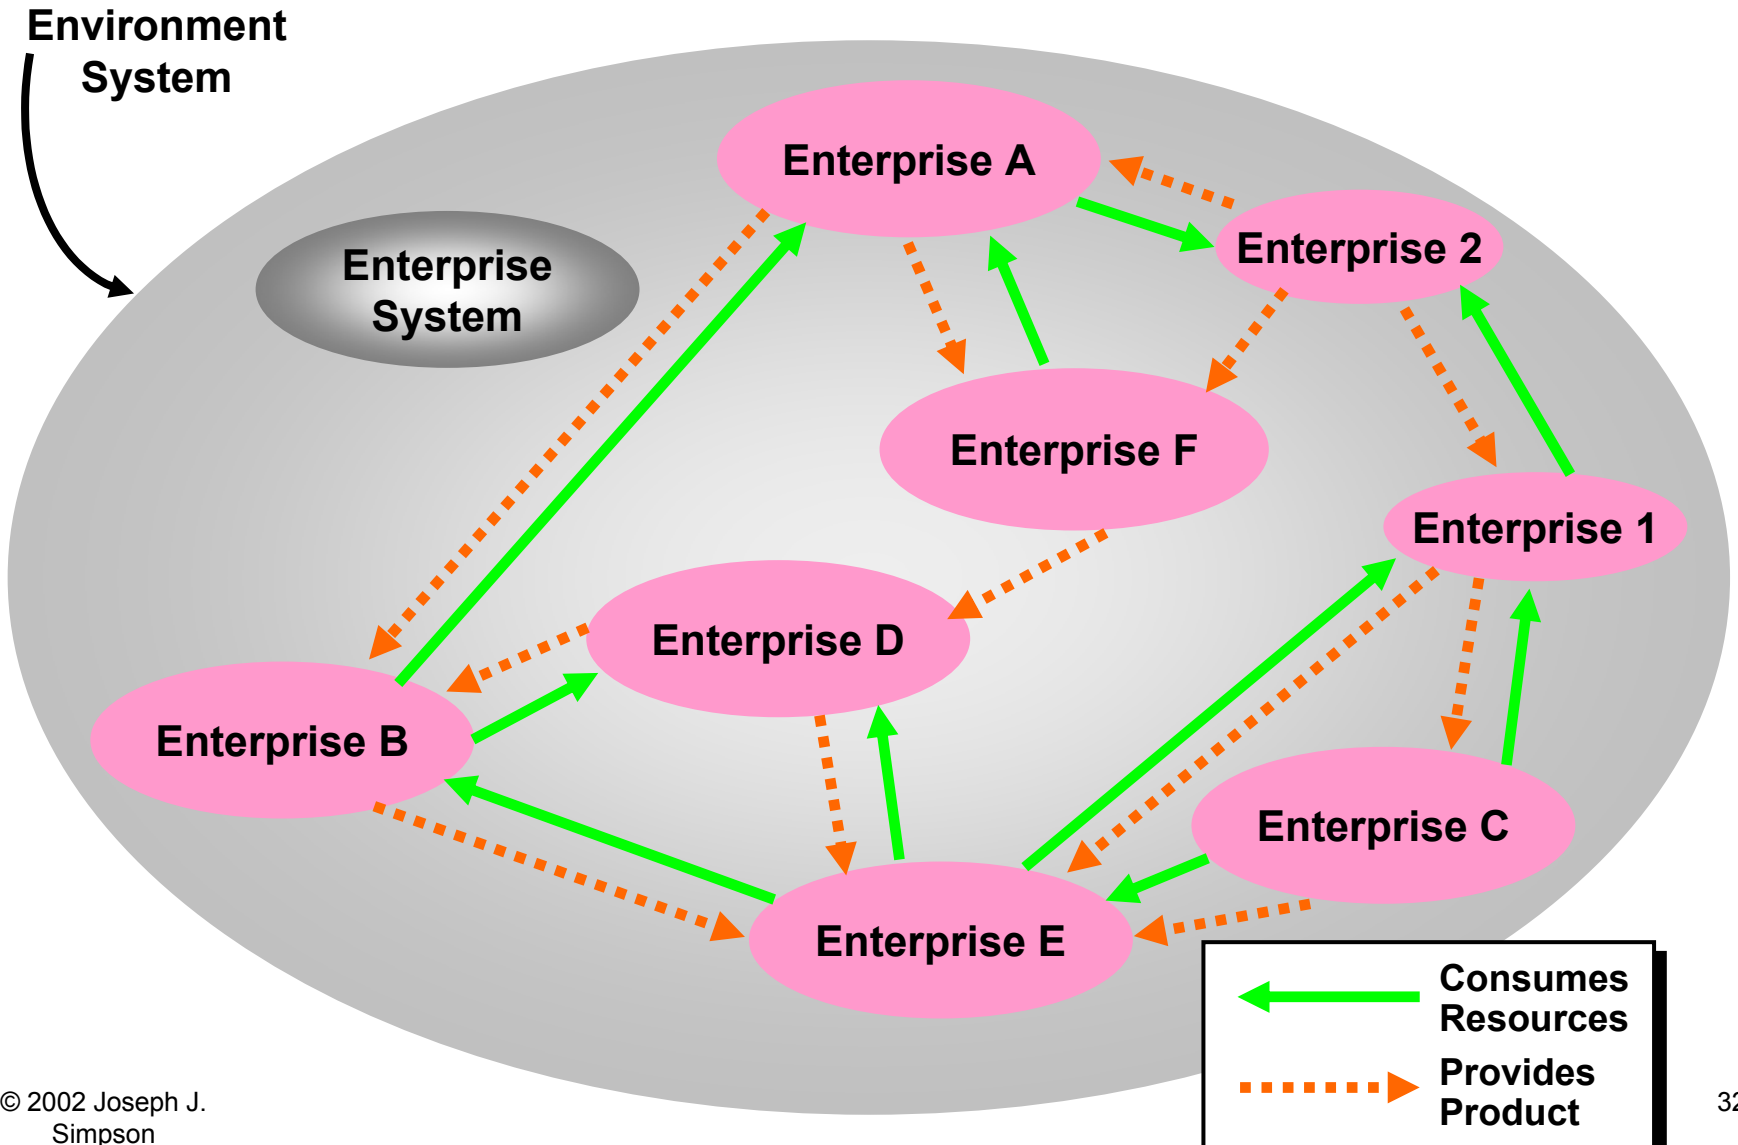 Environment
System
Enterprise A
Enterprise 2
Enterprise
System
Enterprise F
Enterprise 1
Enterprise D
Enterprise B
Enterprise C
Enterprise E
Consumes
Resources
Provides
Product
© 2002 Joseph J.
Simpson
32